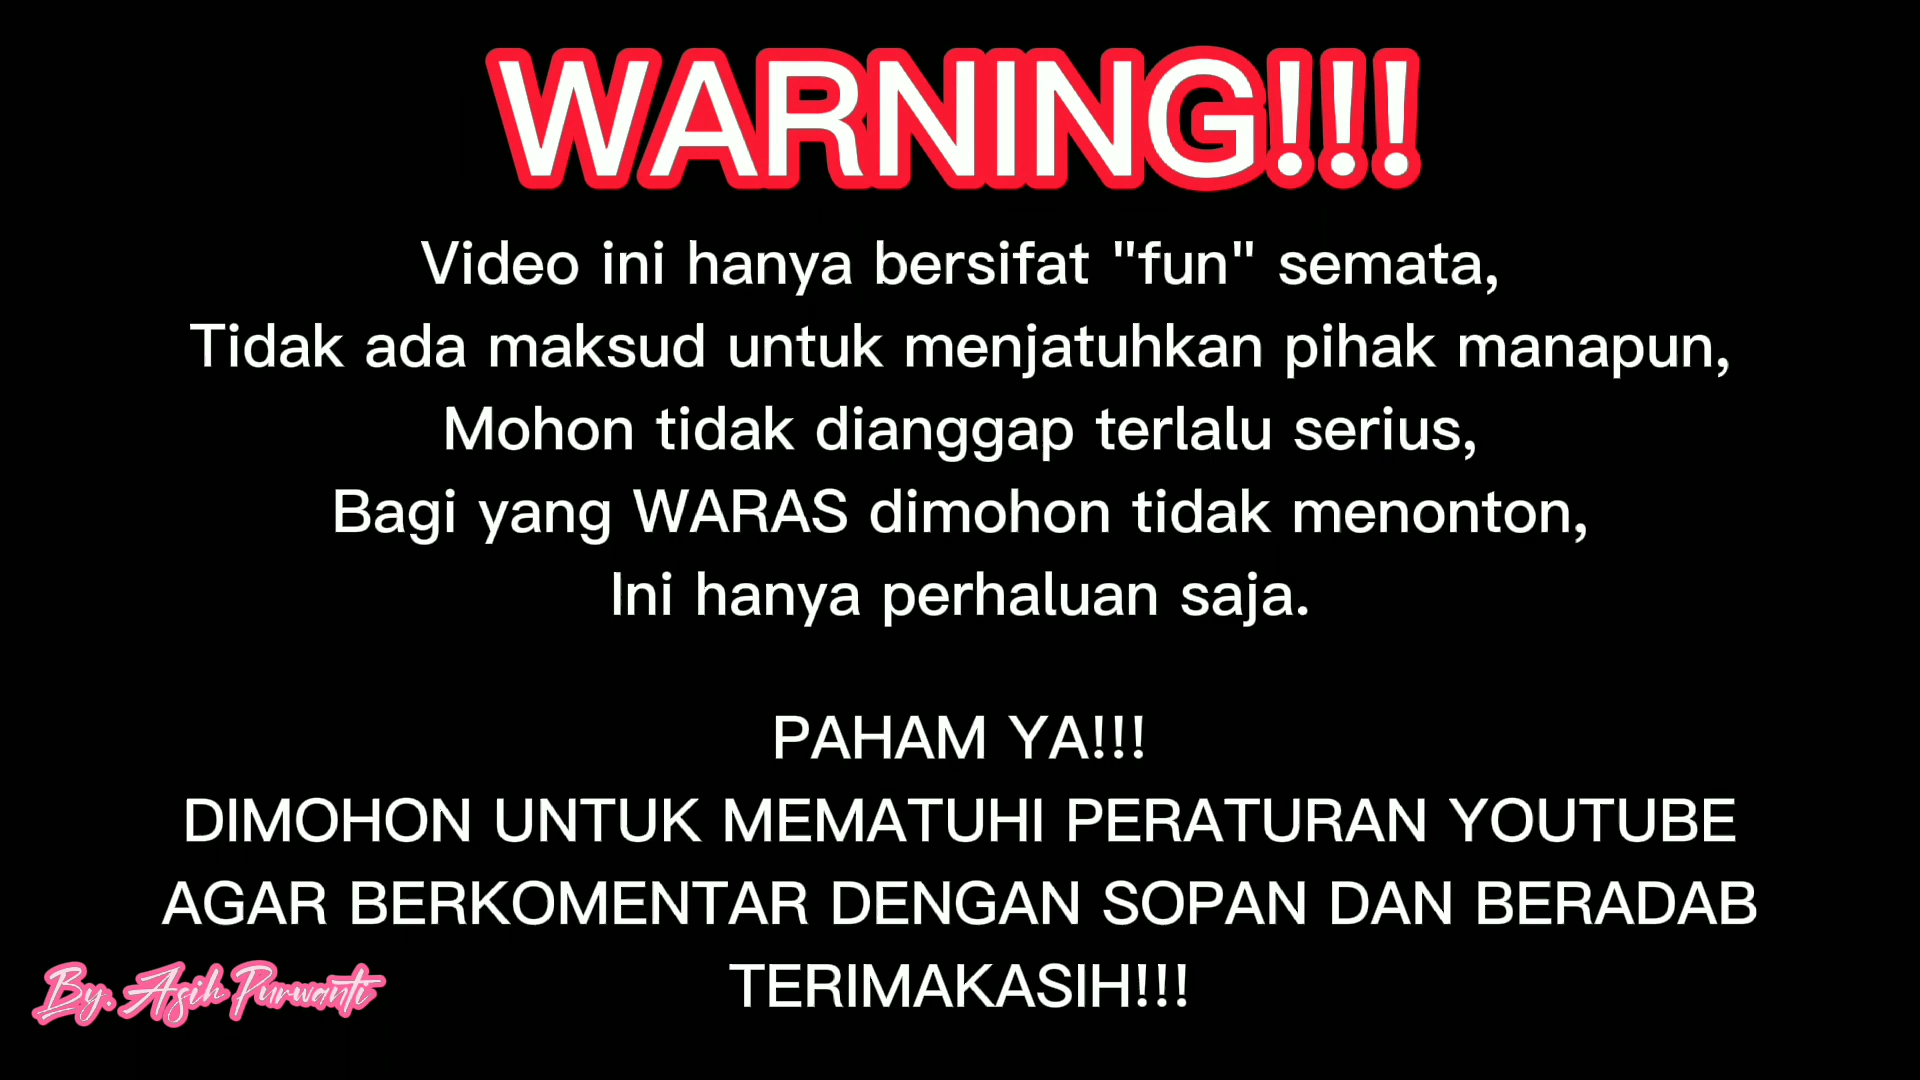 WARNING!!!
Video ini hanya bersifat "fun" semata,
Tidak ada maksud untuk menjatuhkan pihak manapun,
Mohon tidak dianggap terlalu serius,
Bagi yang WARAS dimohon tidak menonton,
Ini hanya perhaluan saja.
PAHAM YA!!!
DIMOHON UNTUK MEMATUHI PERATURAN YOUTUBE
AGAR BERKOMENTAR DENGAN SOPAN DAN BERADAB
TERIMAKASIH!!!
By. Asih Purwanti